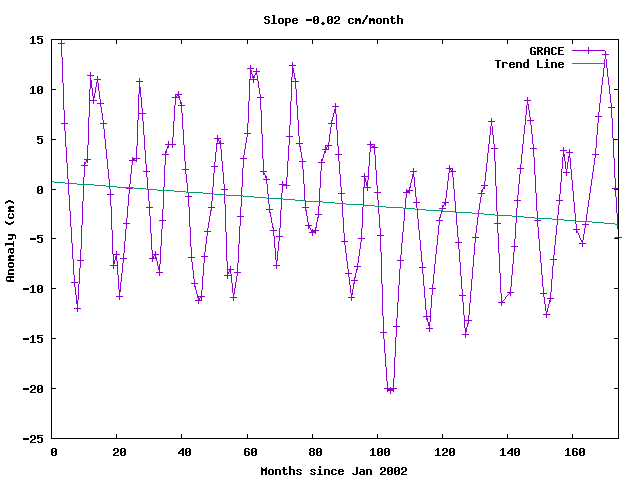 Slope -0.02 cm/month
GRACE
Trend Line
15
10
5
0
-5
-10
-15
-20
-25
Anomaly (cm)
0 20 40 60 80 100 120 140 160
Months since Jan 2002